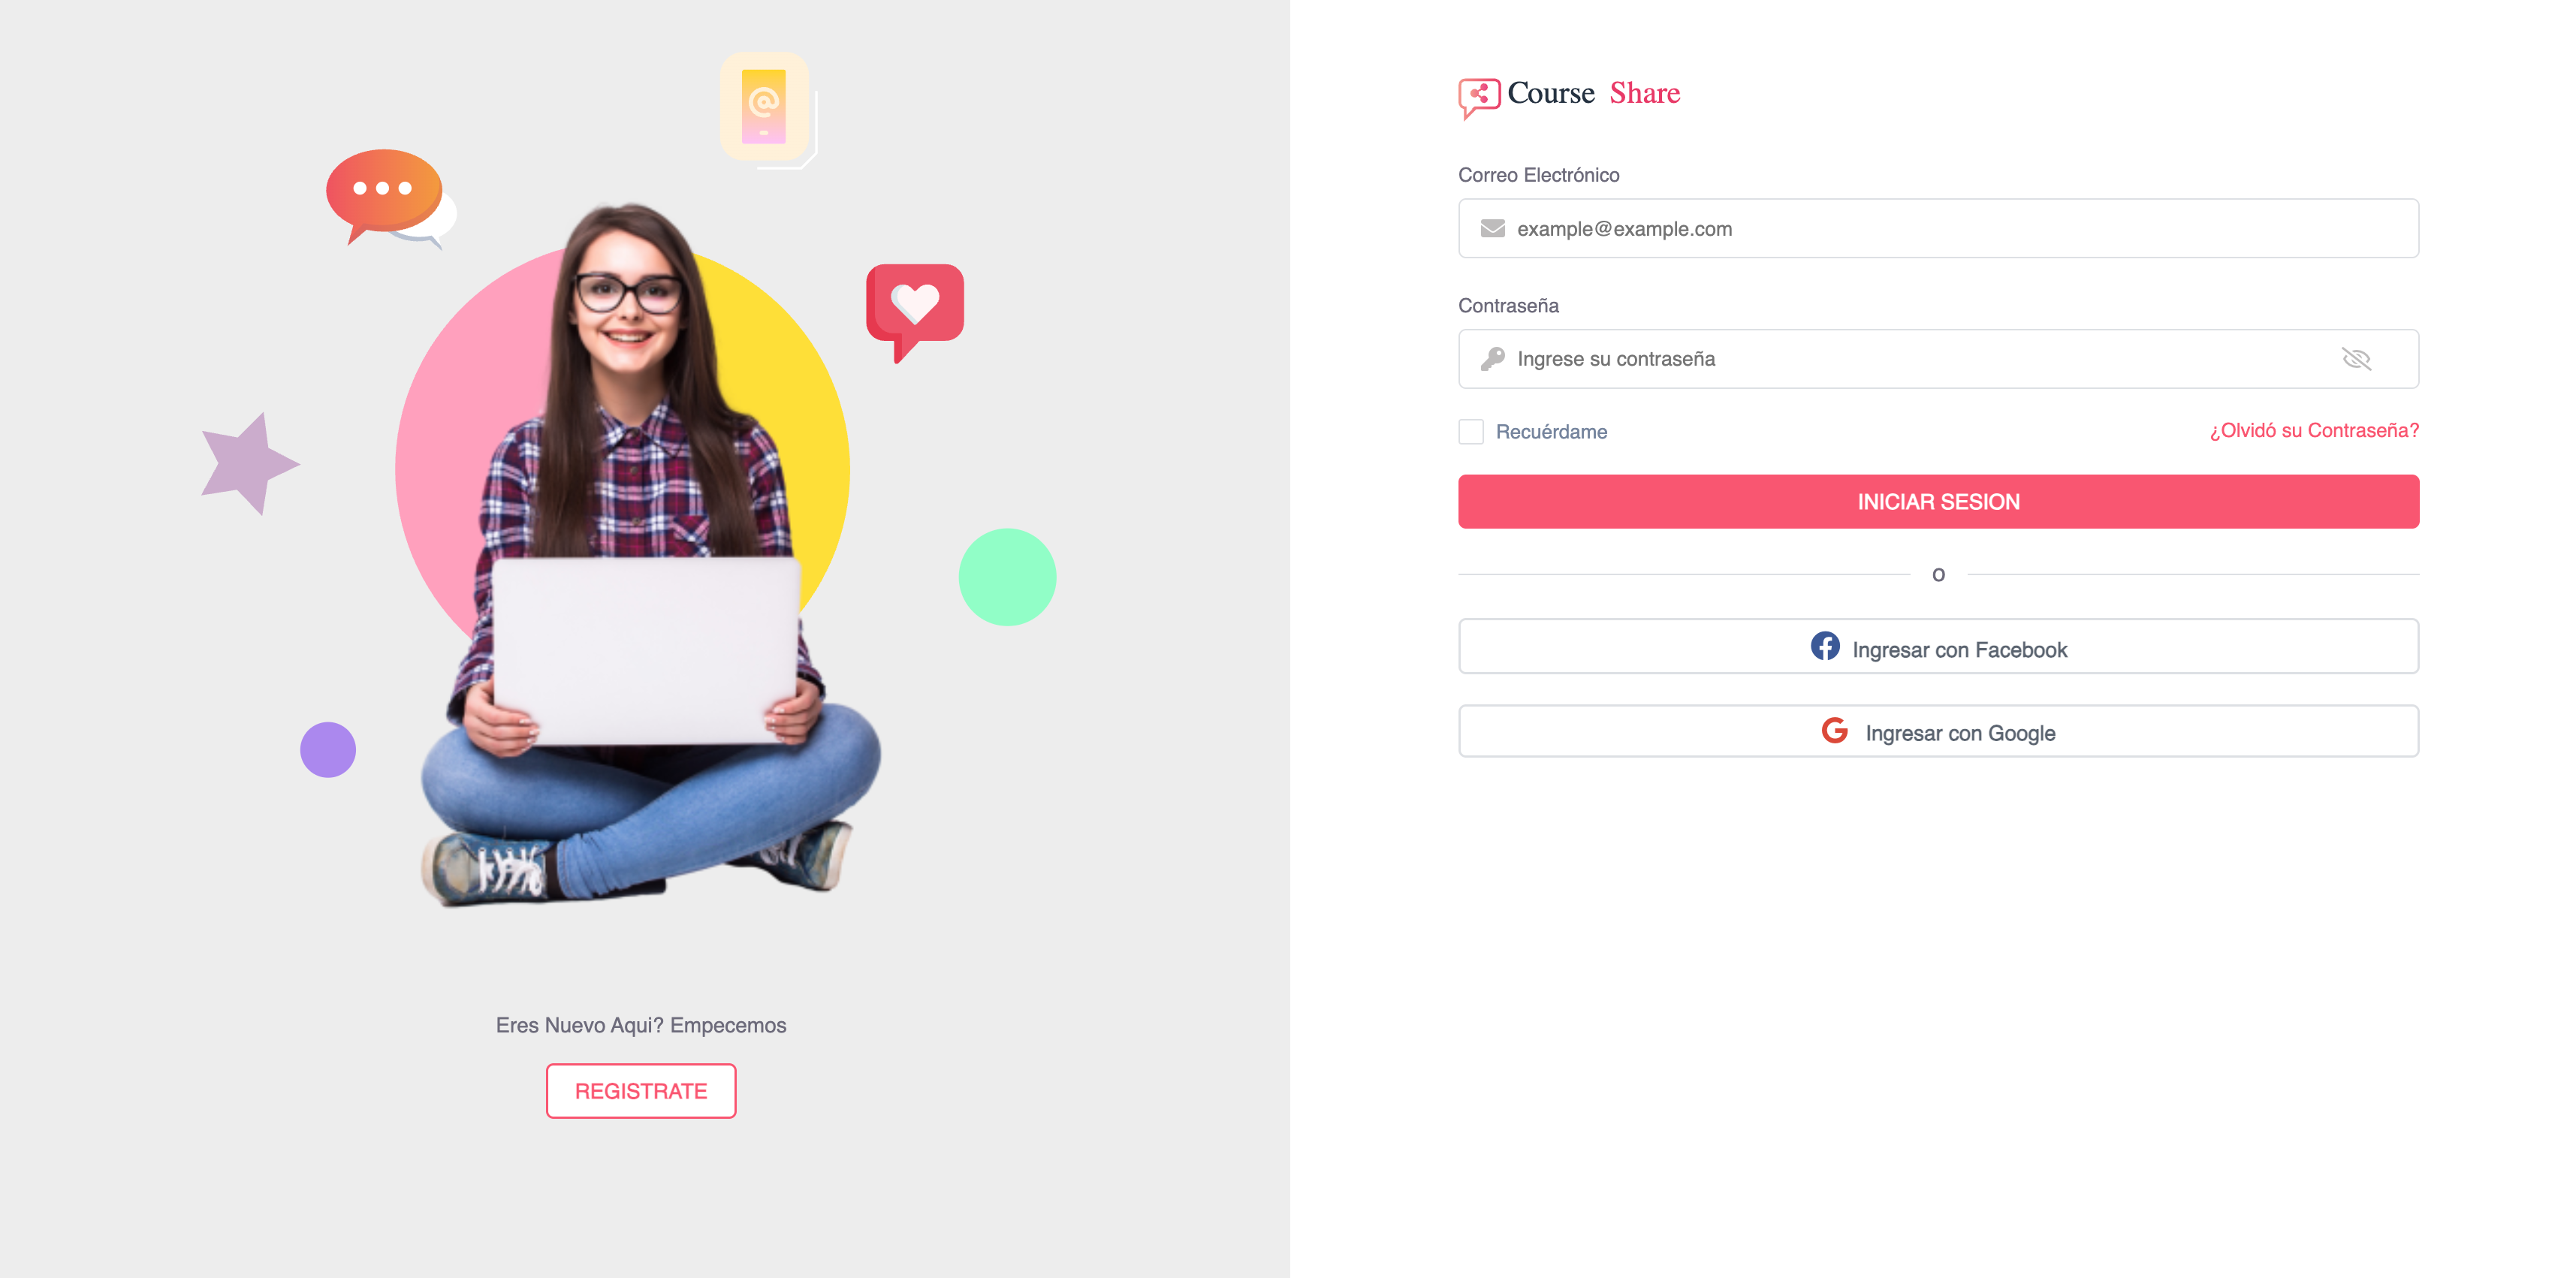 Course Share
Correo Electrónico
example@example.com
Contraseña
Ingrese su contraseña
Recuérdame
¿Olvidó su Contraseña?
INICIAR SESION
O
Ingresar con Facebook
Ingresar con Google
Eres Nuevo Aqui? Empecemos
REGISTRATE